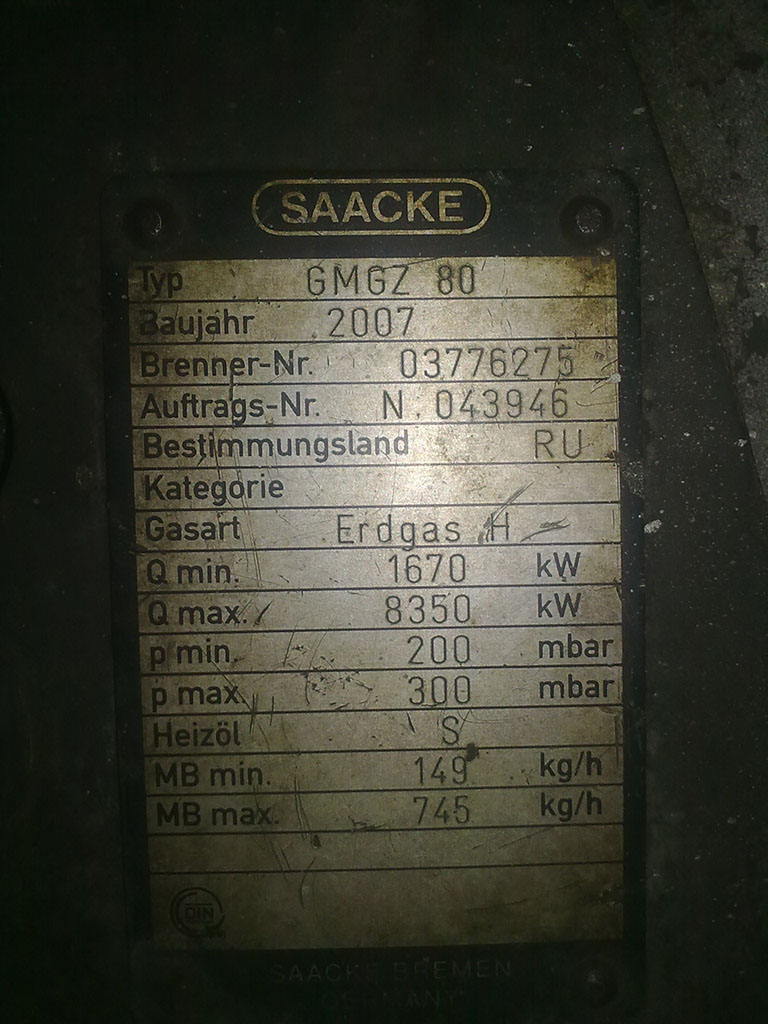 SAACKE
Typ GMGZ 80
Baujahr 2007
Brenner-Nr. 03776275
Auftrags-Nr. N.043946
Bestimmungsland RU
Kategorie
Gasart Erdgas H
Q min. 1670 kW
Q max. 8350 kW
p min. 200 mbar
p max. 300 mbar
Heizöl S
MB min. 149 kg/h
MB max. 745 kg/h
DIN
SAACKE BREMEN
GERMANY